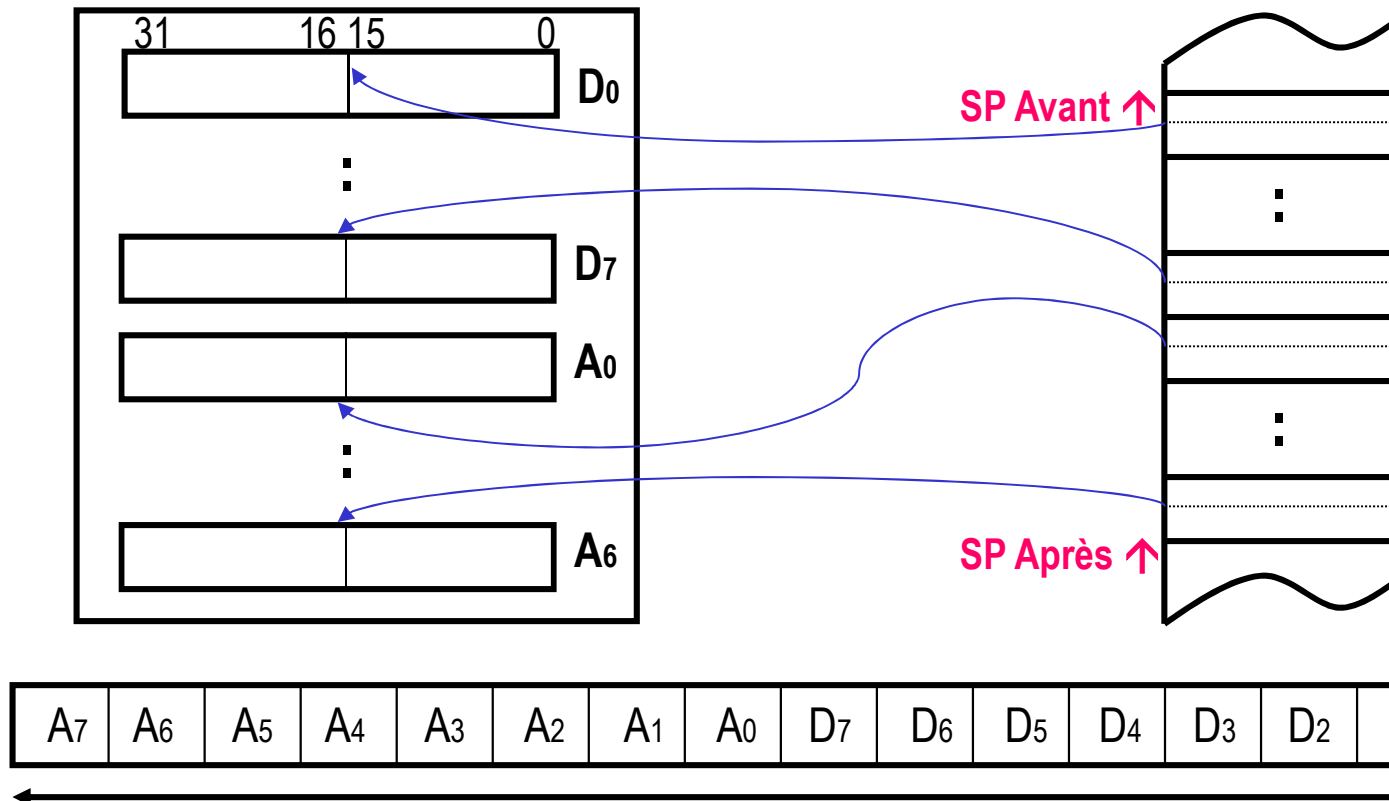 31 16 15 0
D0
SP Avant ↑
:
:
D7
A0
:
:
A6
SP Après ↑
A7 A6 A5 A4 A3 A2 A1 A0 D7 D6 D5 D4 D3 D2